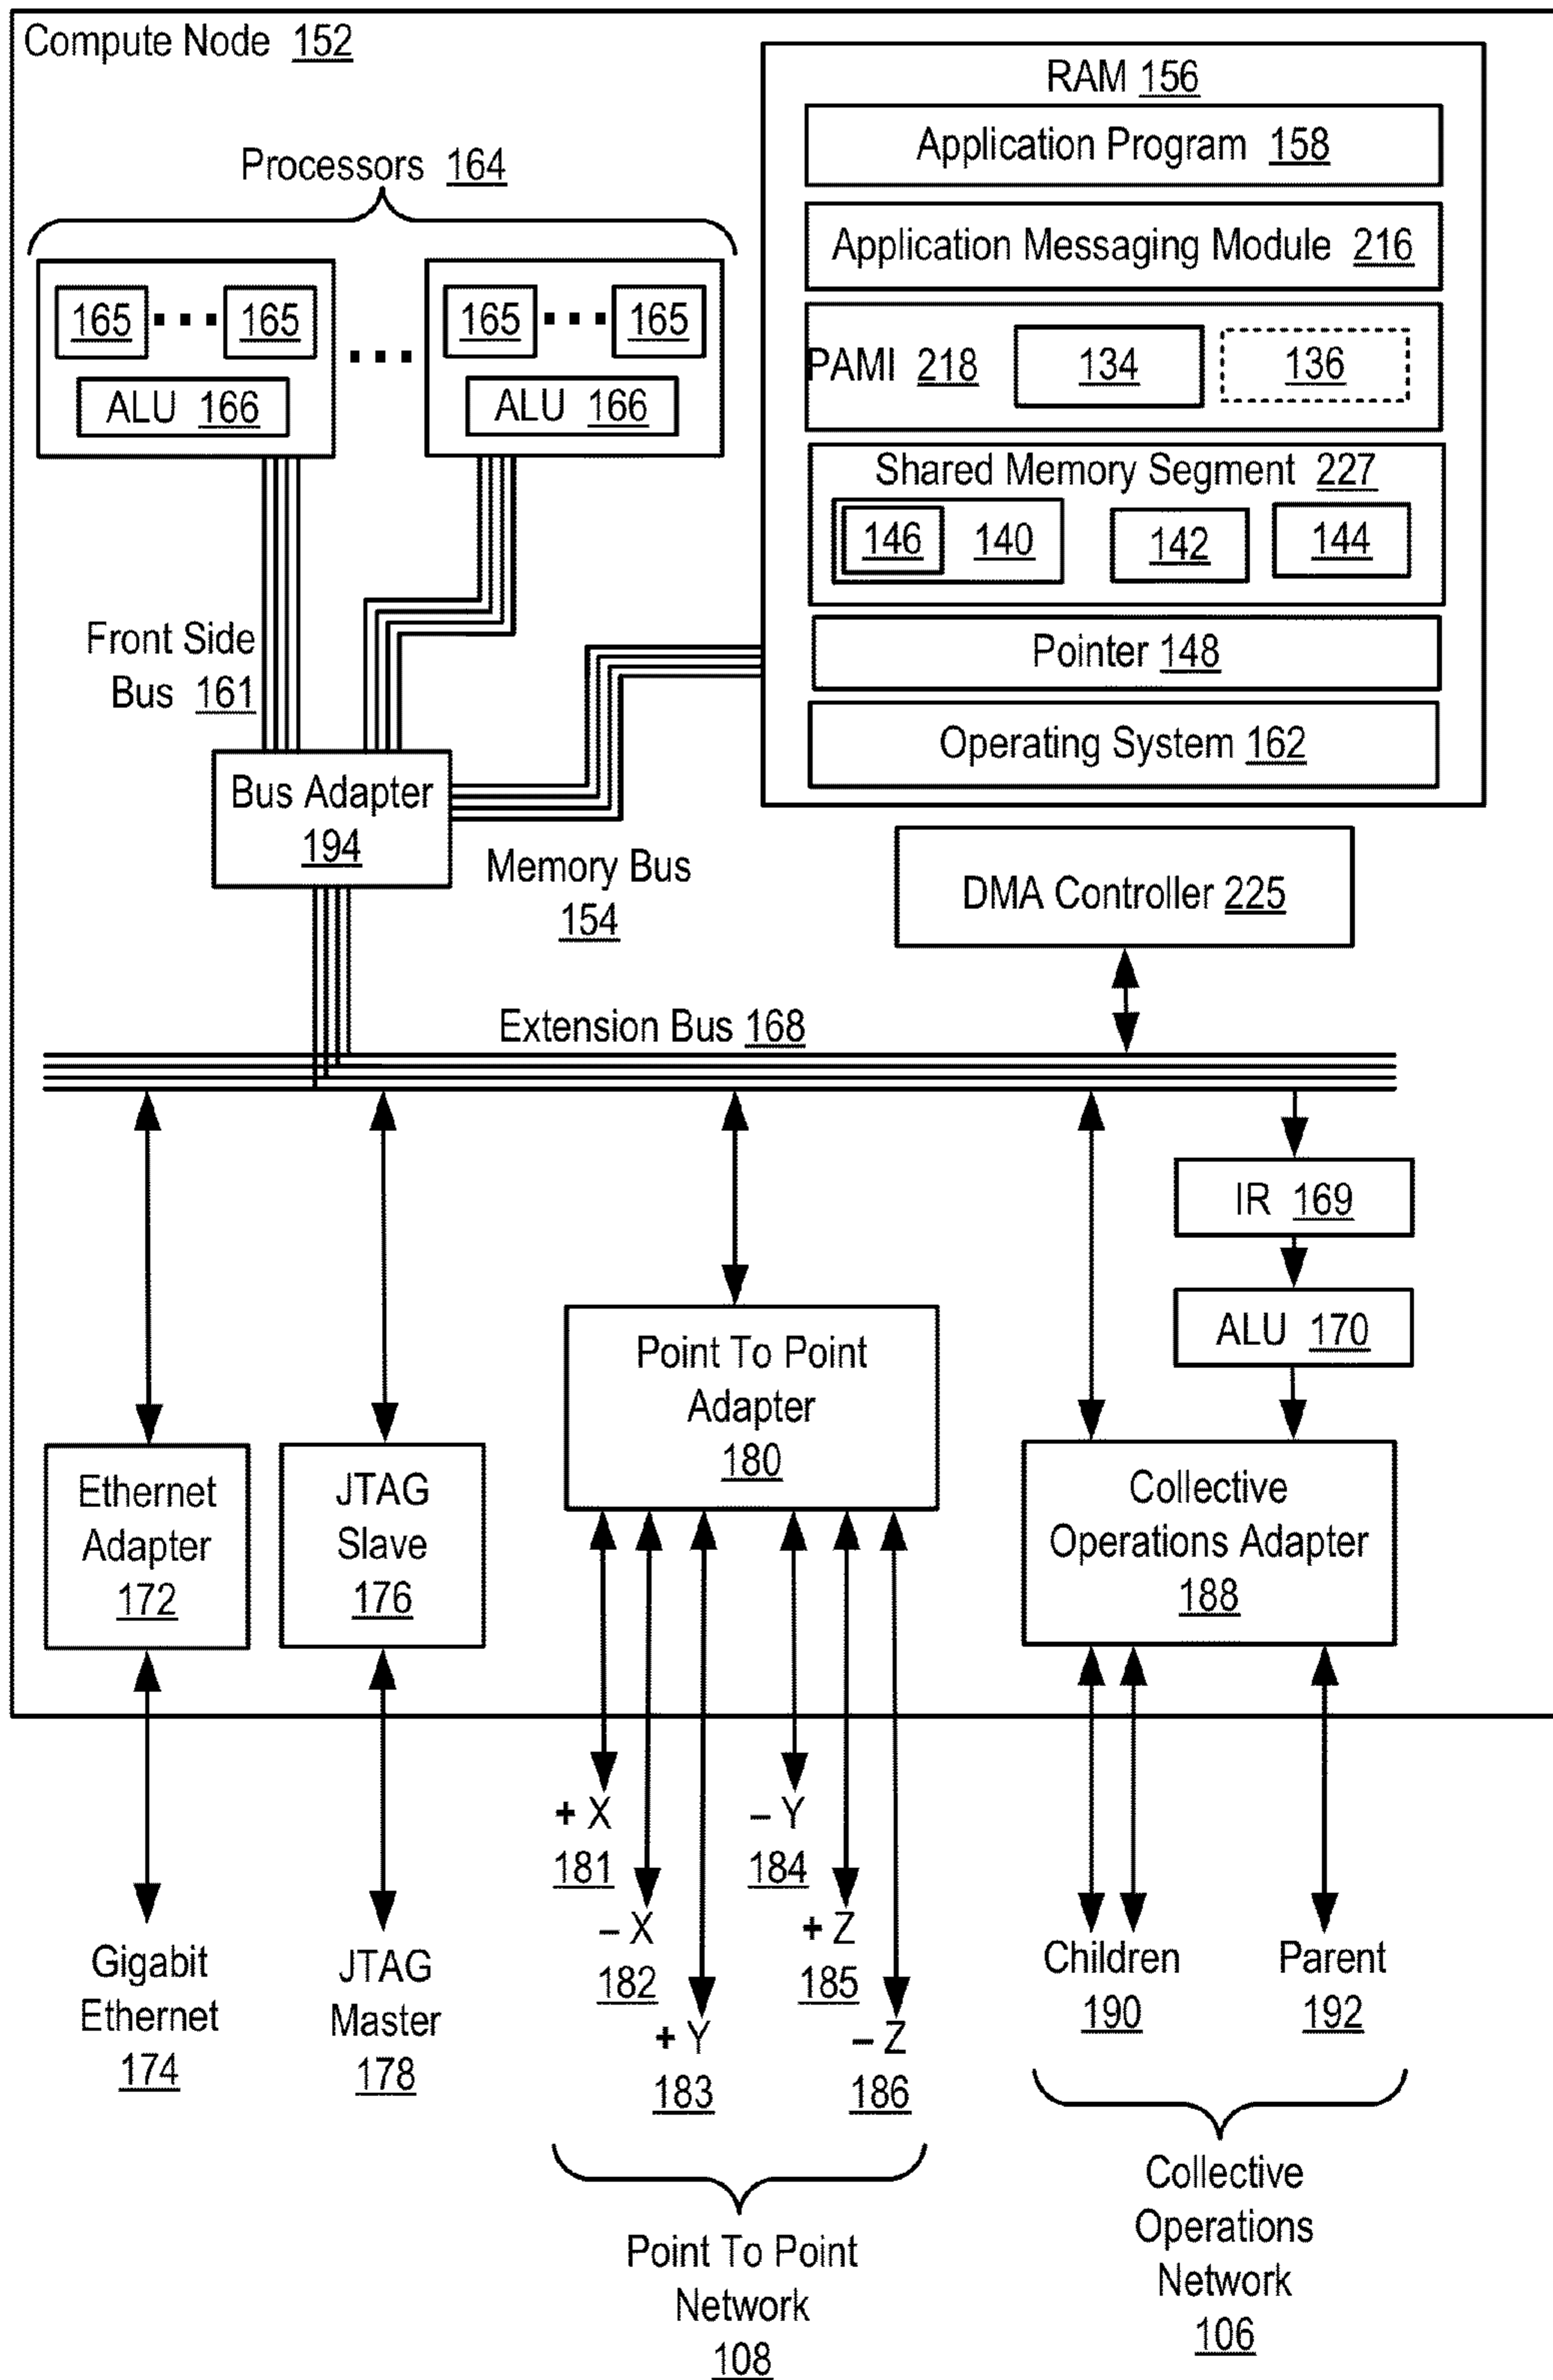 Compute Node 152
RAM 156
Application Program 158
Application Messaging Module 216
PAMI 218 134 136
Shared Memory Segment 227
146 140 142 144
Pointer 148
Operating System 162
Processors 164
165 165 165 165
ALU 166 ALU 166
Front Side
Bus 161
Bus Adapter
194
Memory Bus
154
DMA Controller 225
Extension Bus 168
IR 169
ALU 170
Point To Point
Adapter
180
Ethernet
Adapter
172
JTAG
Slave
176
Collective
Operations Adapter
188
+ X
181
– X
182
+ Y
183
– Y
184
+ Z
185
– Z
186
Gigabit
Ethernet
174
JTAG
Master
178
Children
190
Parent
192
Point To Point
Network
108
Collective
Operations
Network
106